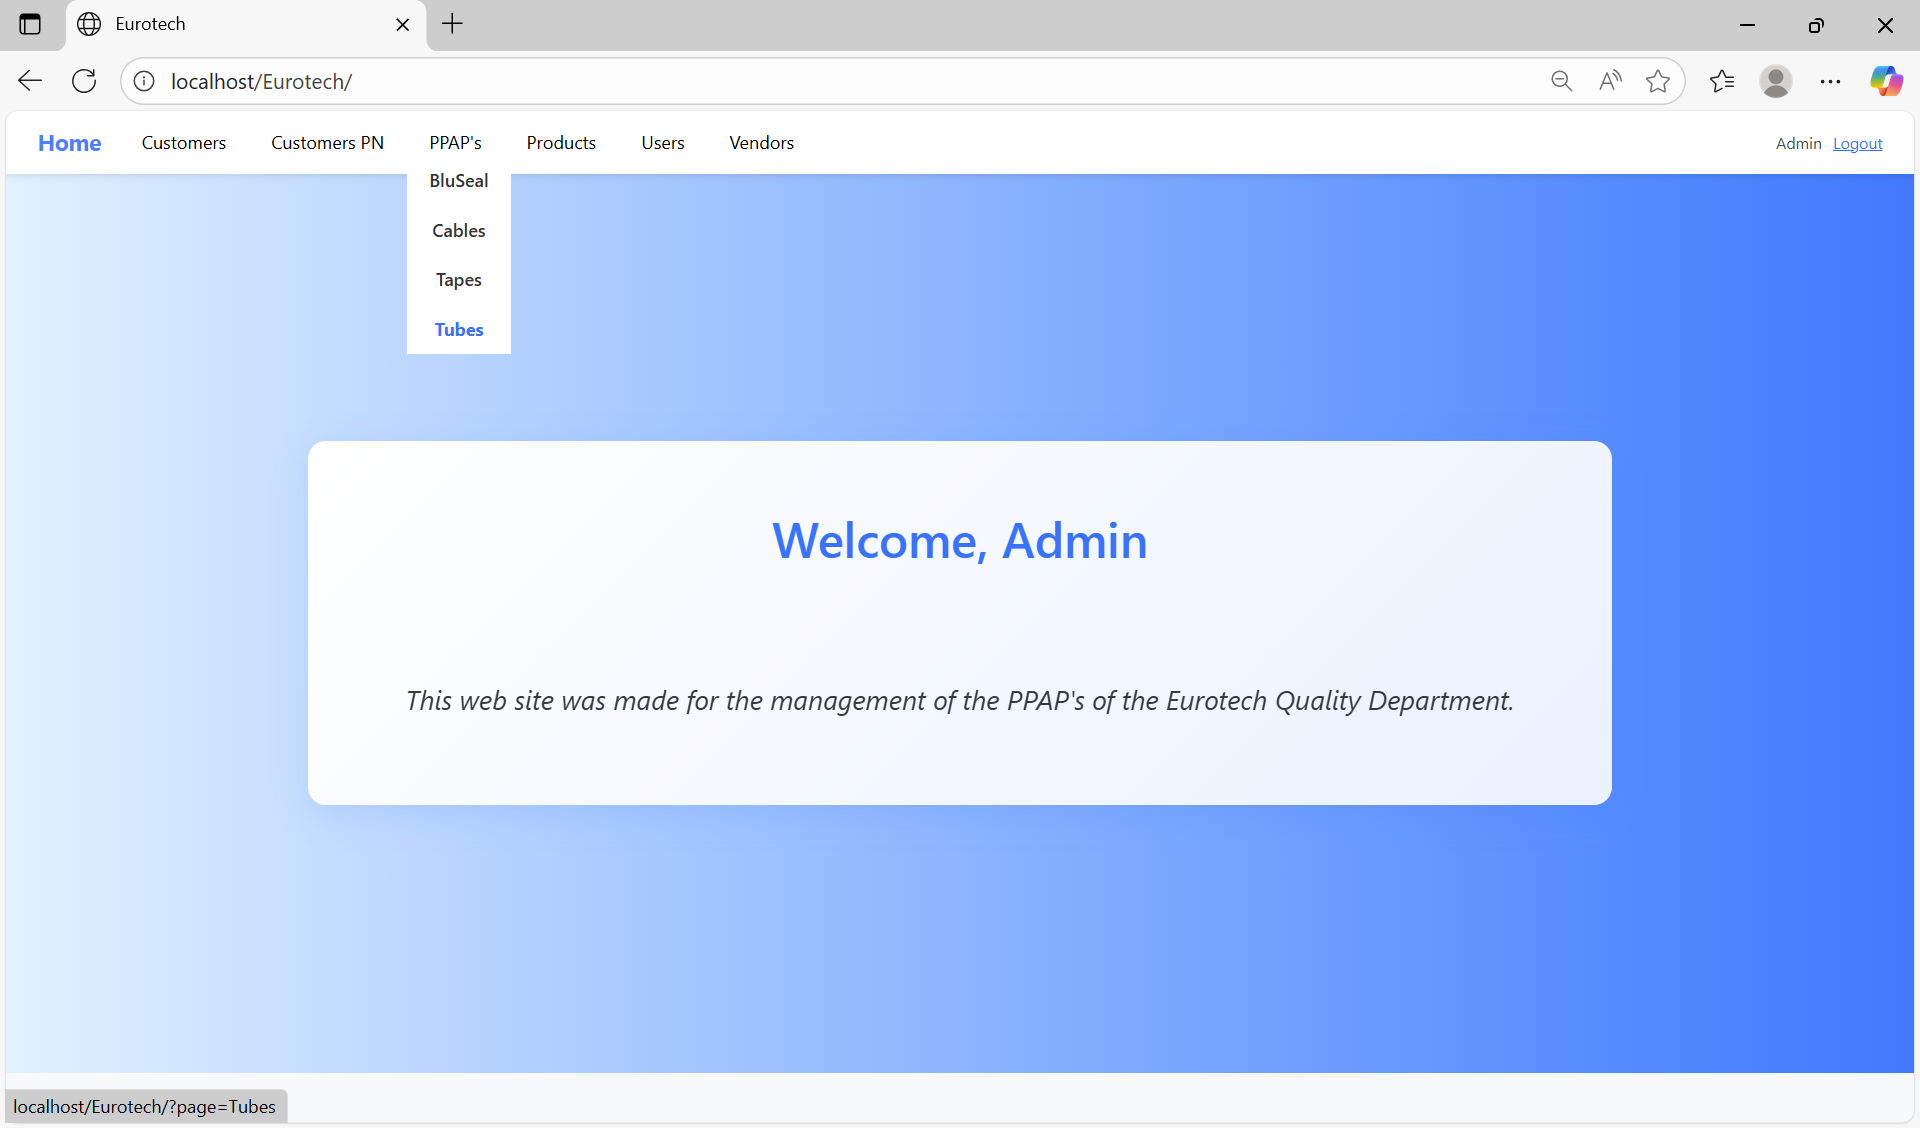 Eurotech
localhost/Eurotech/
Home Customers Customers PN PPAP's Products Users Vendors Admin Logout
BluSeal
Cables
Tapes
Tubes
Welcome, Admin
This web site was made for the management of the PPAP's of the Eurotech Quality Department.
localhost/Eurotech/?page=Tubes